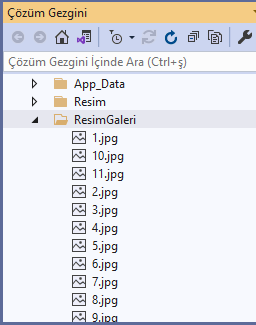 Çözüm Gezgini
Çözüm Gezgini İçinde Ara (Ctrl+ş)
App_Data
Resim
ResimGaleri
1.jpg
10.jpg
11.jpg
2.jpg
3.jpg
4.jpg
5.jpg
6.jpg
7.jpg
8.jpg
9.jpg